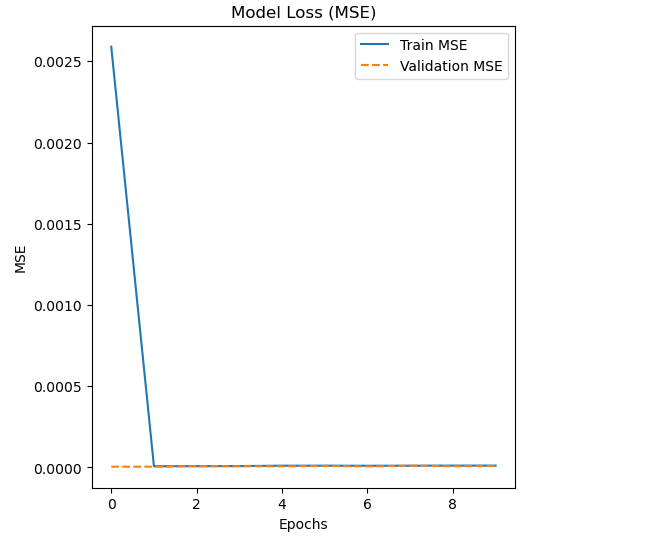 Model Loss (MSE)
Train MSE
Validation MSE
0.0025
0.0020
0.0015
0.0010
0.0005
0.0000
MSE
0 2 4 6 8
Epochs